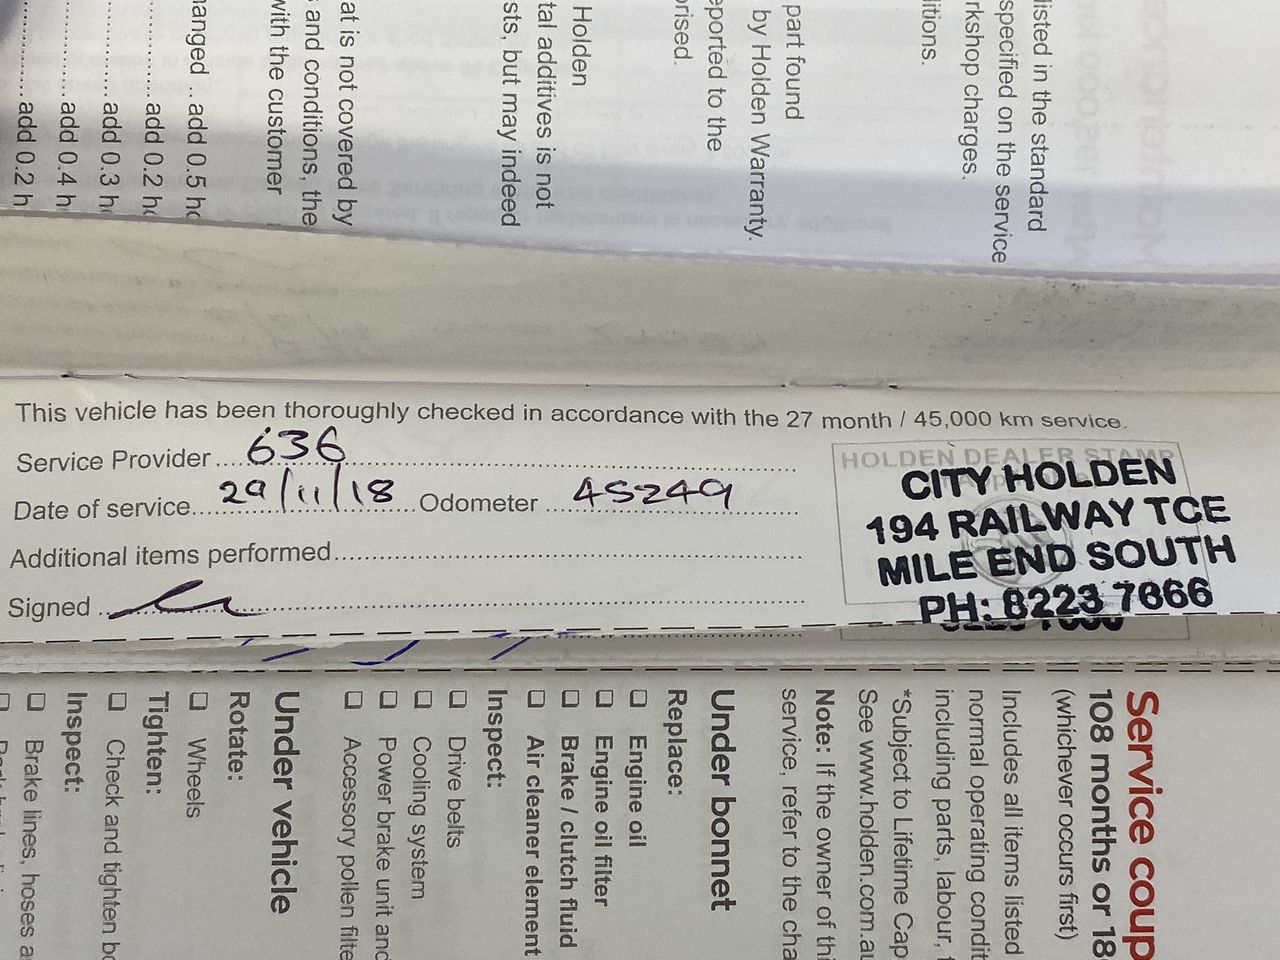 Holden
tal additives is not
sts, but may indeed
at is not covered by
and conditions, the
with the customer
hanged ... add 0.5 h
add 0.2 h
add 0.3 h
add 0.4 h
add 0.2 h
listed in the standard
specified on the service
rkshop charges.
itions.
part found
by Holden Warranty.
eported to the
orised.
This vehicle has been thoroughly checked in accordance with the 27 month / 45,000 km service.
Service Provider 636
Date of service 29/11/18 Odometer 45249
Additional items performed
Signed
HOLDEN DEALER STAMP
CITY HOLDEN
194 RAILWAY TCE
MILE END SOUTH
PH: 8223 7666
Service coup
108 months or 18
(whichever occurs first)
Includes all items listed
normal operating condit
including parts, labour,
*Subject to Lifetime Cap
See www.holden.com.au
Note: If the owner of thi
service, refer to the cha
Under bonnet
Replace:
Engine oil
Engine oil filter
Brake / clutch fluid
Air cleaner element
Inspect:
Drive belts
Cooling system
Power brake unit and
Accessory pollen filte
Under vehicle
Rotate:
Wheels
Tighten:
Check and tighten bo
Inspect:
Brake lines, hoses a